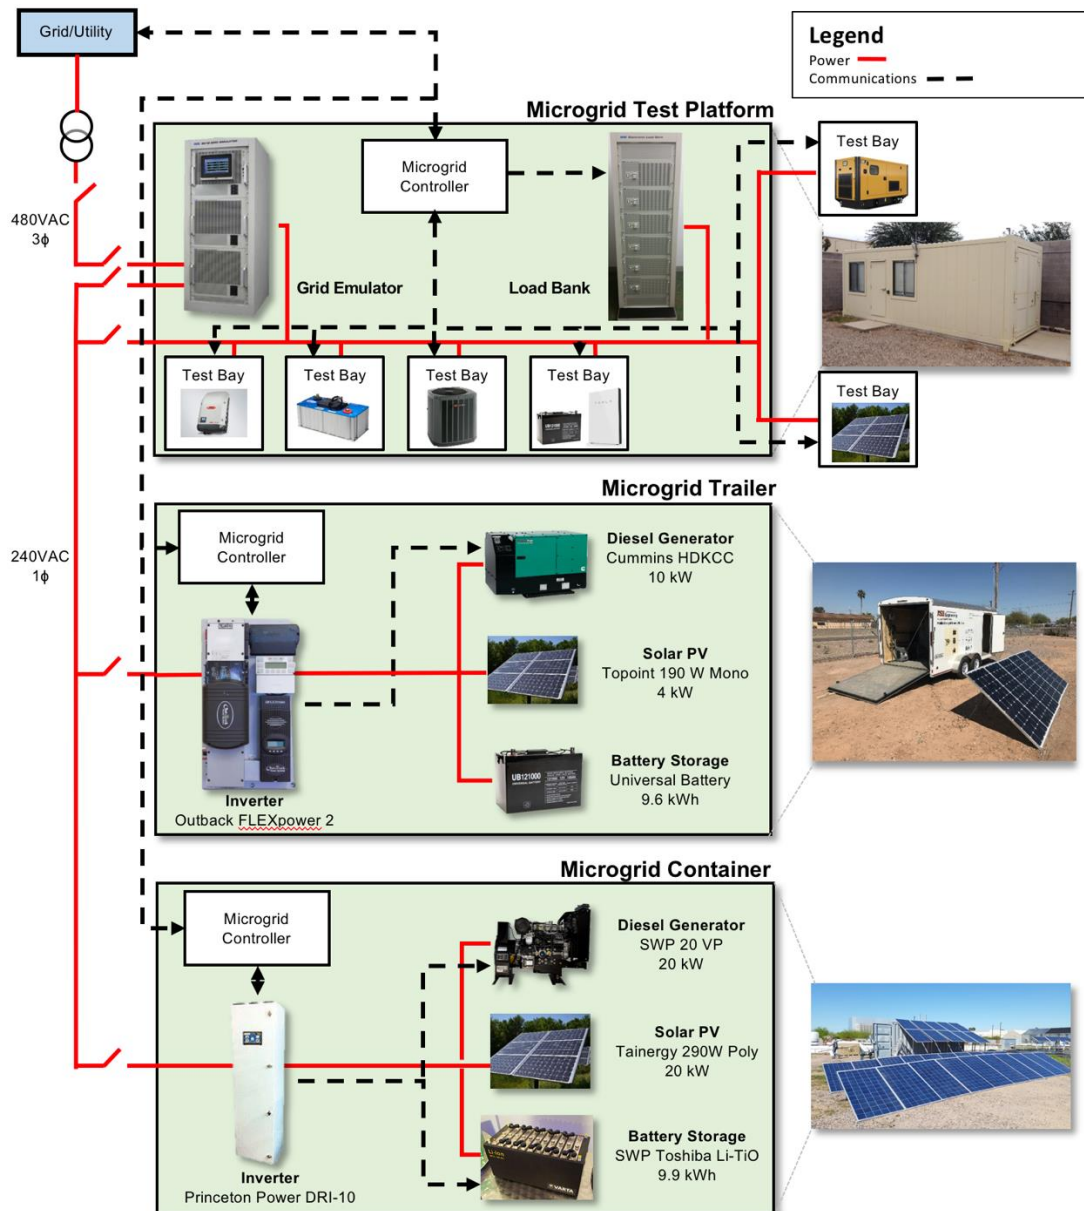 Grid/Utility
Legend
Power
Communications
Microgrid Test Platform
Microgrid
Controller
Test Bay
480VAC
3ϕ
Grid Emulator
Load Bank
Test Bay
Test Bay
Test Bay
Test Bay
Test Bay
Microgrid Trailer
Microgrid
Controller
240VAC
1ϕ
Diesel Generator
Cummins HDKCC
10 kW
Solar PV
Topoint 190 W Mono
4 kW
UB121000
Battery Storage
Universal Battery
9.6 kWh
Inverter
Outback FLEXpower 2
Microgrid Container
Microgrid
Controller
Diesel Generator
SWP 20 VP
20 kW
Solar PV
Tainergy 290W Poly
20 kW
Battery Storage
SWP Toshiba Li-TiO
9.9 kWh
Li-Ion
VARTA
Inverter
Princeton Power DRI-10